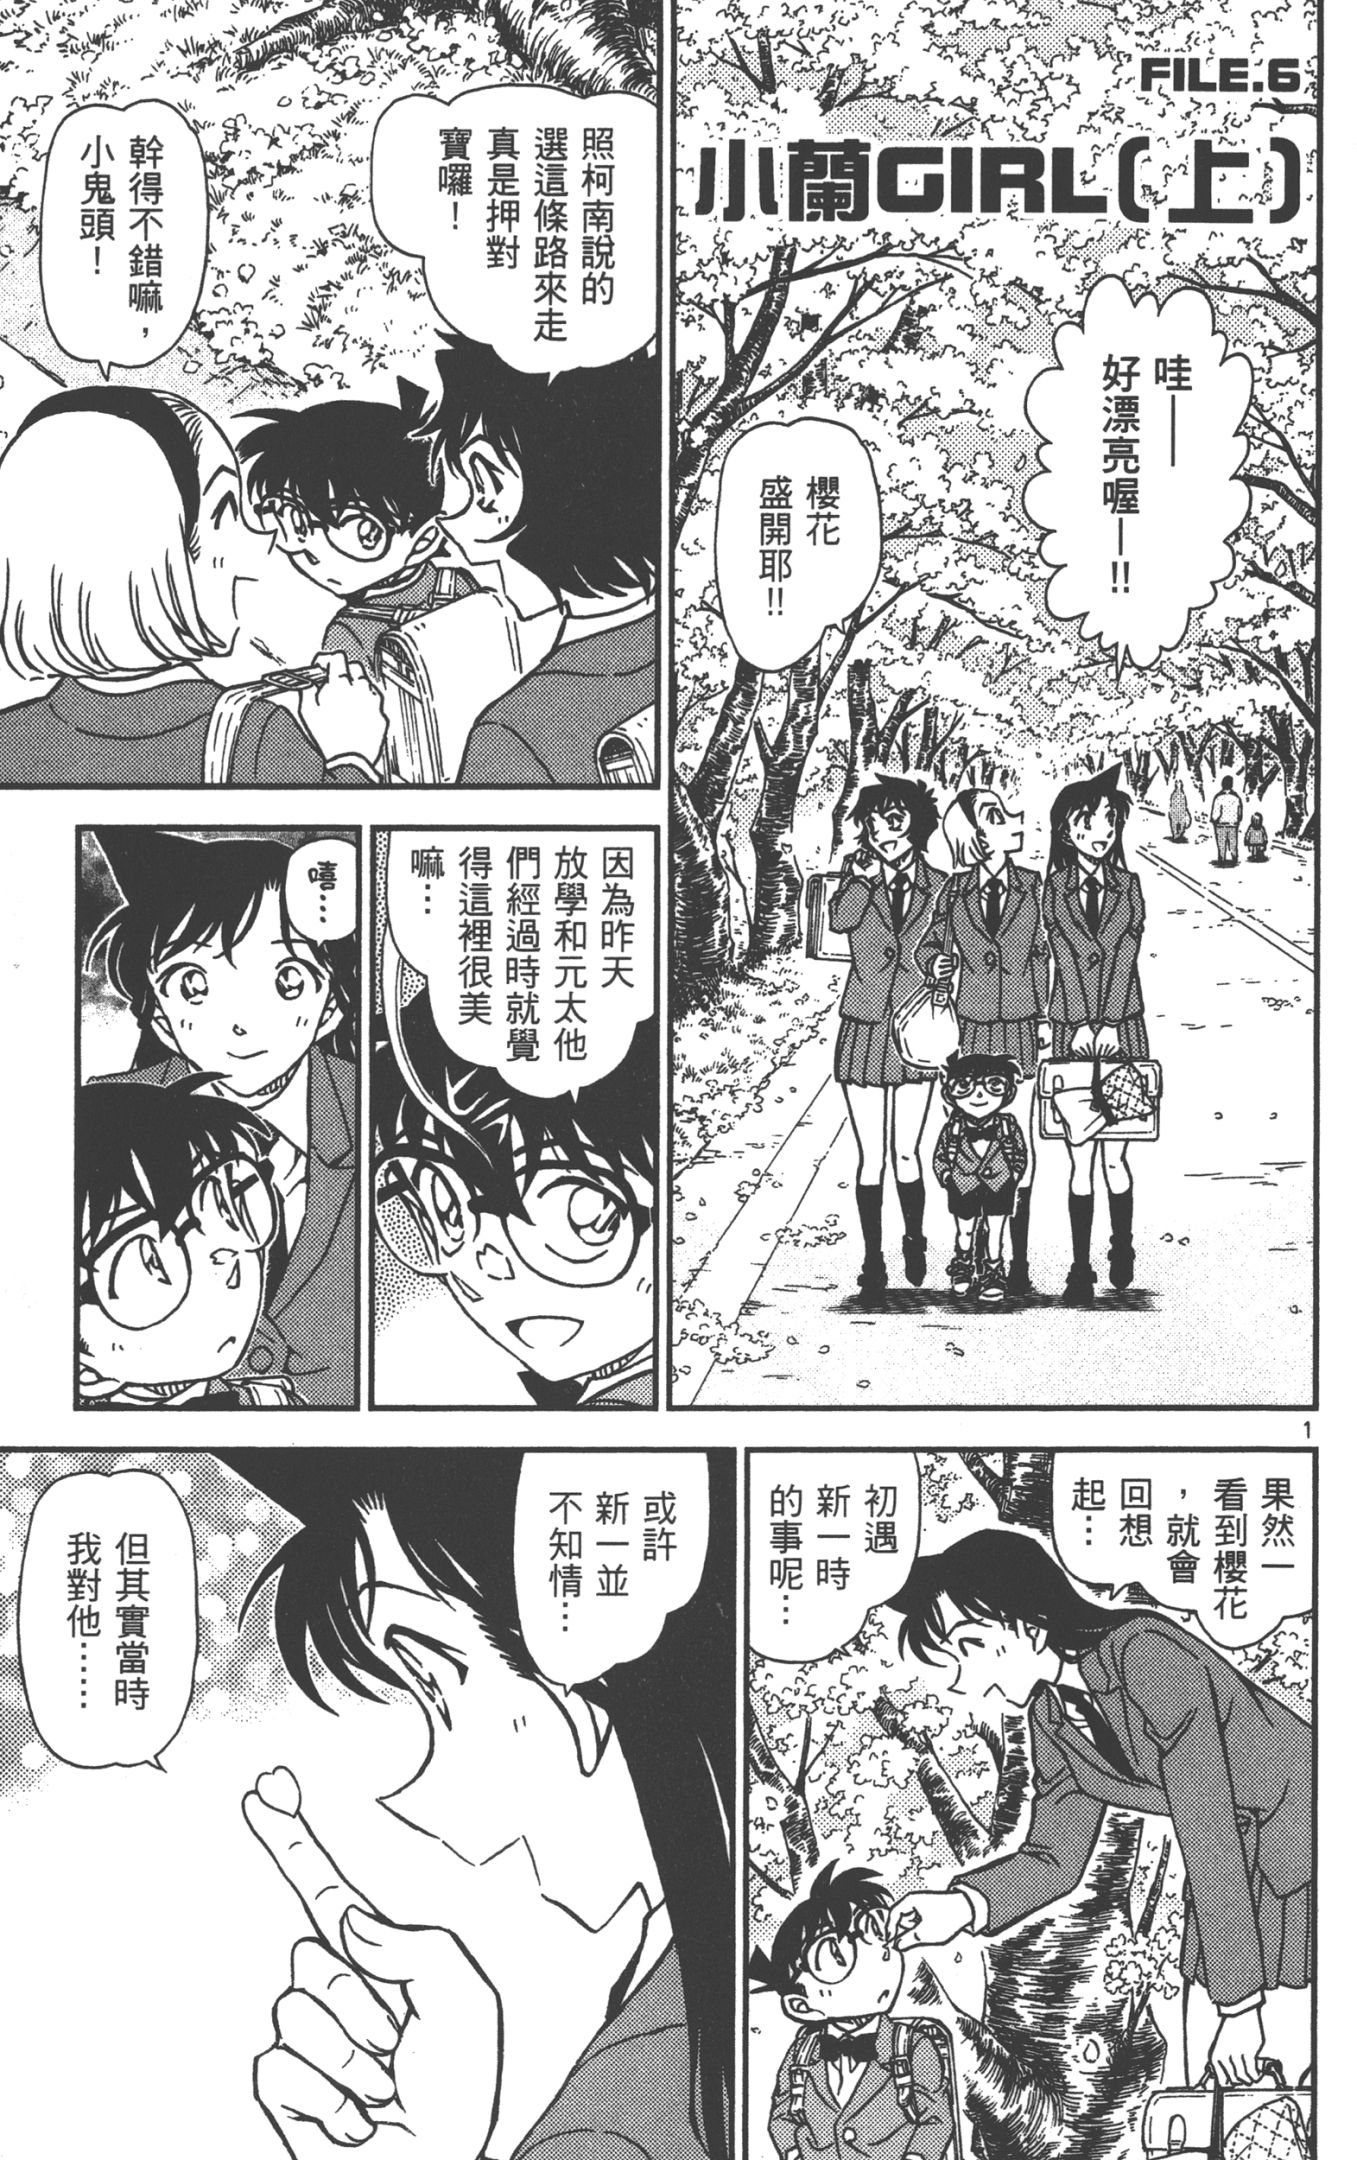 FILE.6
小蘭GIRL(上)
哇——
好漂亮喔—!!
櫻花
盛開耶!!
照柯南說的
選這條路來走
真是押對
寶囉！
幹得不錯嘛，
小鬼頭！
因為昨天
放學和元太他
們經過時就覺
得這裡很美
嘛…
嘻…
1
果然一
看到櫻花
，就會
回想
起…
初遇
新一時
的事呢…
或許
新一並
不知情…
但其實當時
我對他……